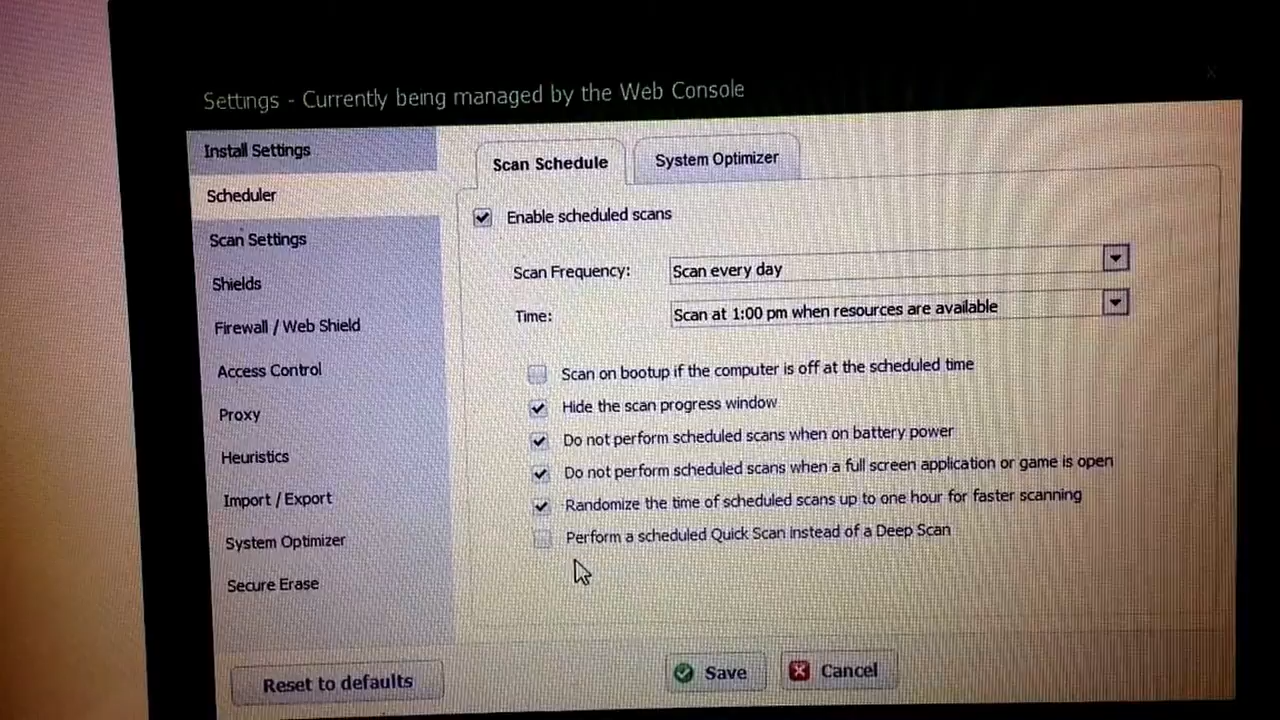 Settings - Currently being managed by the Web Console
X
Install Settings
Scheduler
Scan Settings
Shields
Firewall / Web Shield
Access Control
Proxy
Heuristics
Import / Export
System Optimizer
Secure Erase
Scan Schedule
System Optimizer
Enable scheduled scans
Scan Frequency: Scan every day
Time: Scan at 1:00 pm when resources are available
Scan on bootup if the computer is off at the scheduled time
Hide the scan progress window
Do not perform scheduled scans when on battery power
Do not perform scheduled scans when a full screen application or game is open
Randomize the time of scheduled scans up to one hour for faster scanning
Perform a scheduled Quick Scan instead of a Deep Scan
Reset to defaults
Save
Cancel